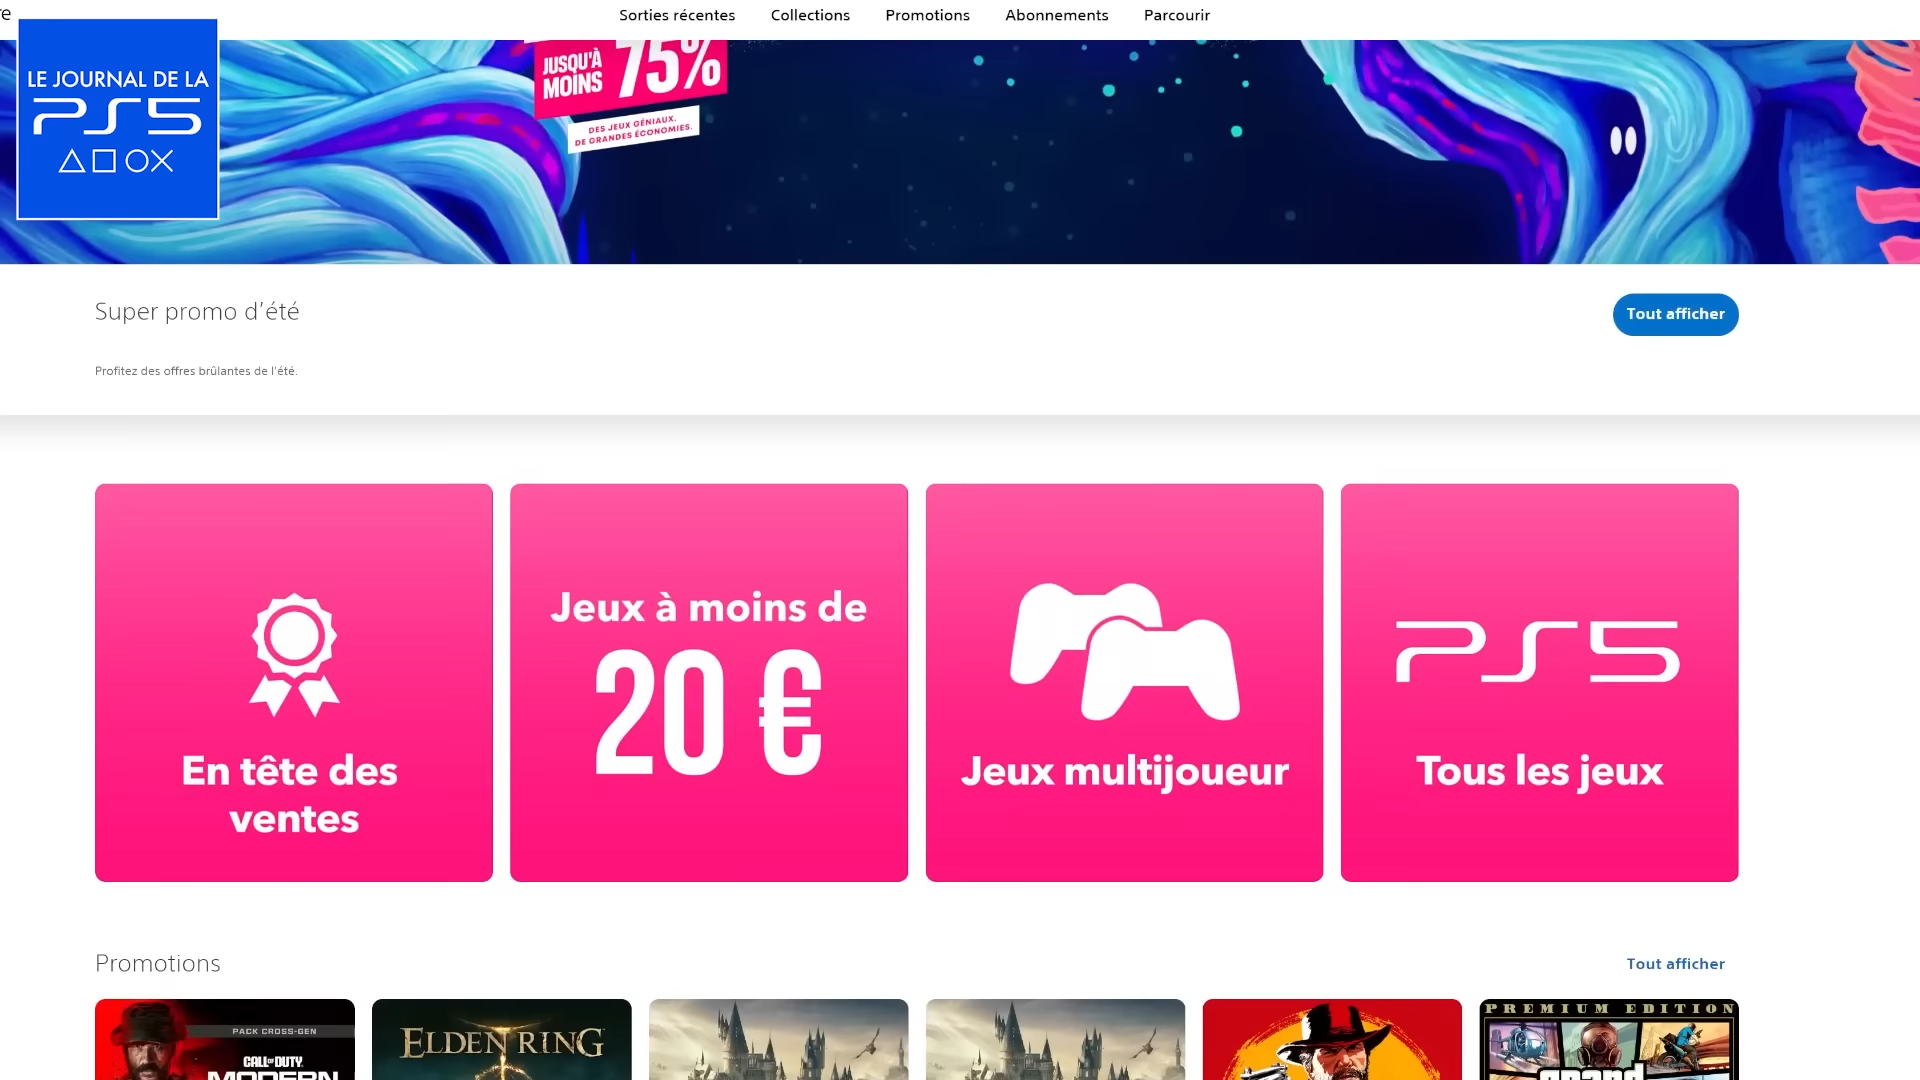 Sorties récentes Collections Promotions Abonnements Parcourir
LE JOURNAL DE LA
PS5
JUSQU'À
MOINS 75%
DES JEUX GÉNIAUX.
DE GRANDES ÉCONOMIES.
Super promo d'été
Tout afficher
Profitez des offres brûlantes de l'été.
En tête des
ventes
Jeux à moins de
20 €
Jeux multijoueur
PS5
Tous les jeux
Promotions
Tout afficher
PACK CROSS-GEN
CALL OF DUTY
MODERN
ELDEN RING
PREMIUM EDITION
grand